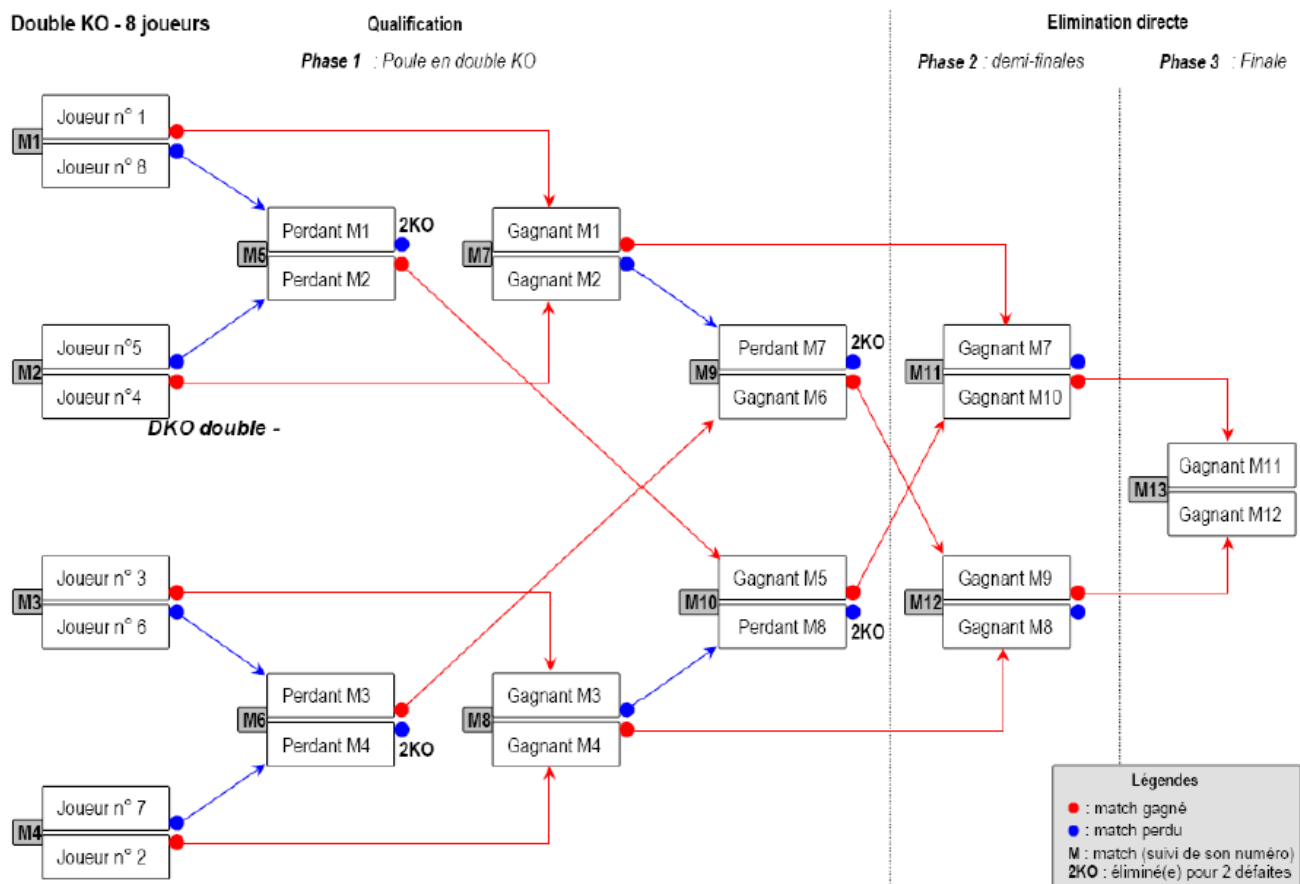 Double KO - 8 joueurs
Qualification
Elimination directe
Phase 1 : Poule en double KO
Phase 2 : demi-finales
Phase 3 : Finale
M1
Joueur n° 1
Joueur n° 8
M5
Perdant M1
Perdant M2
2KO
M7
Gagnant M1
Gagnant M2
M2
Joueur n°5
Joueur n°4
DKO double -
M9
Perdant M7
Gagnant M6
2KO
M11
Gagnant M7
Gagnant M10
M13
Gagnant M11
Gagnant M12
M3
Joueur n° 3
Joueur n° 6
M10
Gagnant M5
Perdant M8
2KO
M12
Gagnant M9
Gagnant M8
M6
Perdant M3
Perdant M4
2KO
M8
Gagnant M3
Gagnant M4
M4
Joueur n° 7
Joueur n° 2
Légendes
: match gagné
: match perdu
M : match (suivi de son numéro)
2KO : éliminé(e) pour 2 défaites